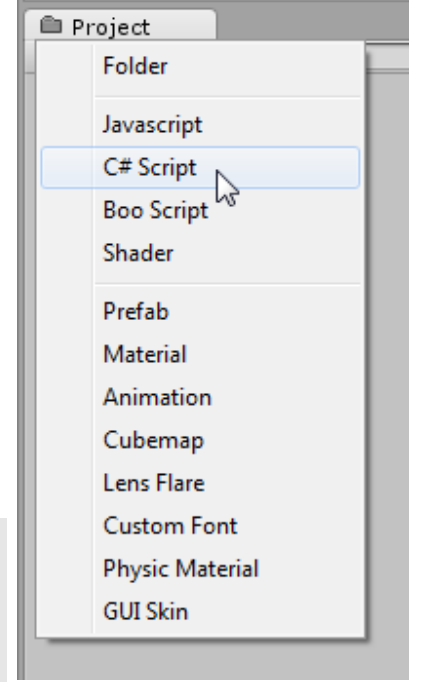 Project
Folder
Javascript
C# Script
Boo Script
Shader
Prefab
Material
Animation
Cubemap
Lens Flare
Custom Font
Physic Material
GUI Skin